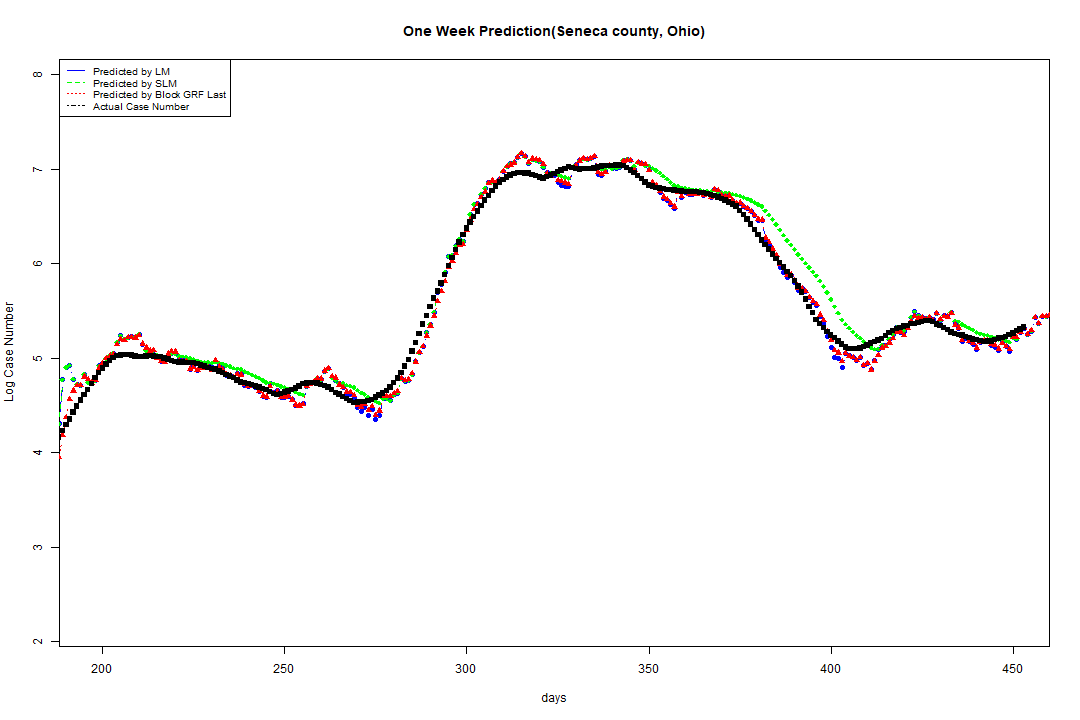 One Week Prediction(Seneca county, Ohio)
Predicted by LM
Predicted by SLM
Predicted by Block GRF Last
Actual Case Number
8
7
6
5
4
3
2
Log Case Number
200 250 300 350 400 450
days